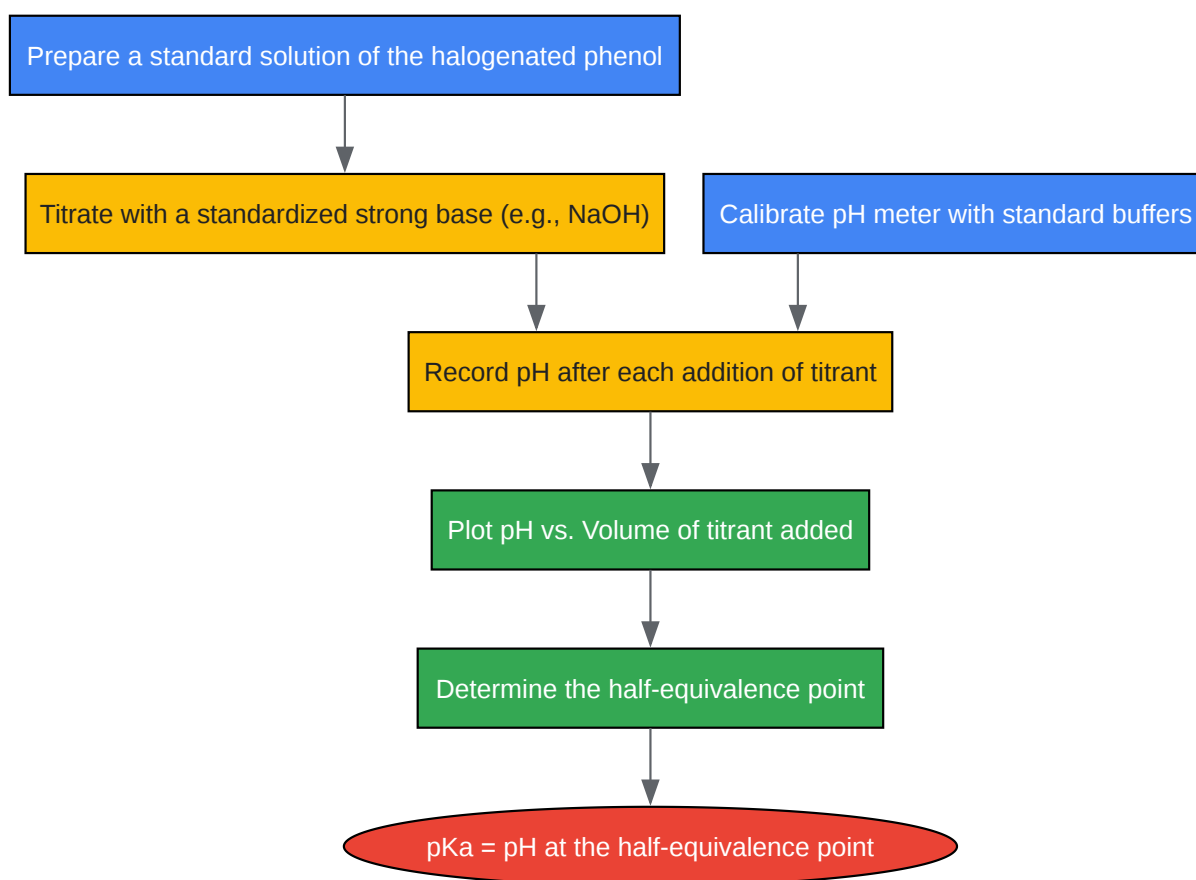 Prepare a standard solution of the halogenated phenol
Titrate with a standardized strong base (e.g., NaOH)
Calibrate pH meter with standard buffers
Record pH after each addition of titrant
Plot pH vs. Volume of titrant added
Determine the half-equivalence point
pKa = pH at the half-equivalence point